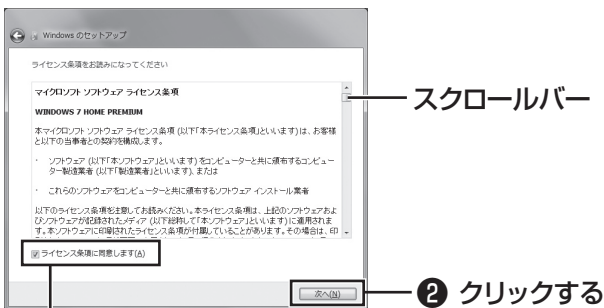 Windows のセットアップ
ライセンス条項をお読みになってください
マイクロソフト ソフトウェア ライセンス条項
WINDOWS 7 HOME PREMIUM
本マイクロソフト ソフトウェア ライセンス条項 (以下「本ライセンス条項」といいます) は、お客様
と以下の当事者との契約を構成します。
・ ソフトウェア (以下「本ソフトウェア」といいます) をコンピューターと共に頒布するコンピュー
ター製造業者 (以下「製造業者」といいます)、または
・ これらのソフトウェアをコンピューターと共に頒布するソフトウェア インストール業者
以下のライセンス条項を注意してお読みください。本ライセンス条項は、上記のソフトウェアおよ
びソフトウェアが記録されたメディア (以下総称して「本ソフトウェア」といいます) に適用されま
す。本ソフトウェアに印刷されたライセンス条項が付属していることがあります。その場合は、印
スクロールバー
ライセンス条項に同意します(A)
次へ(N)
❷ クリックする